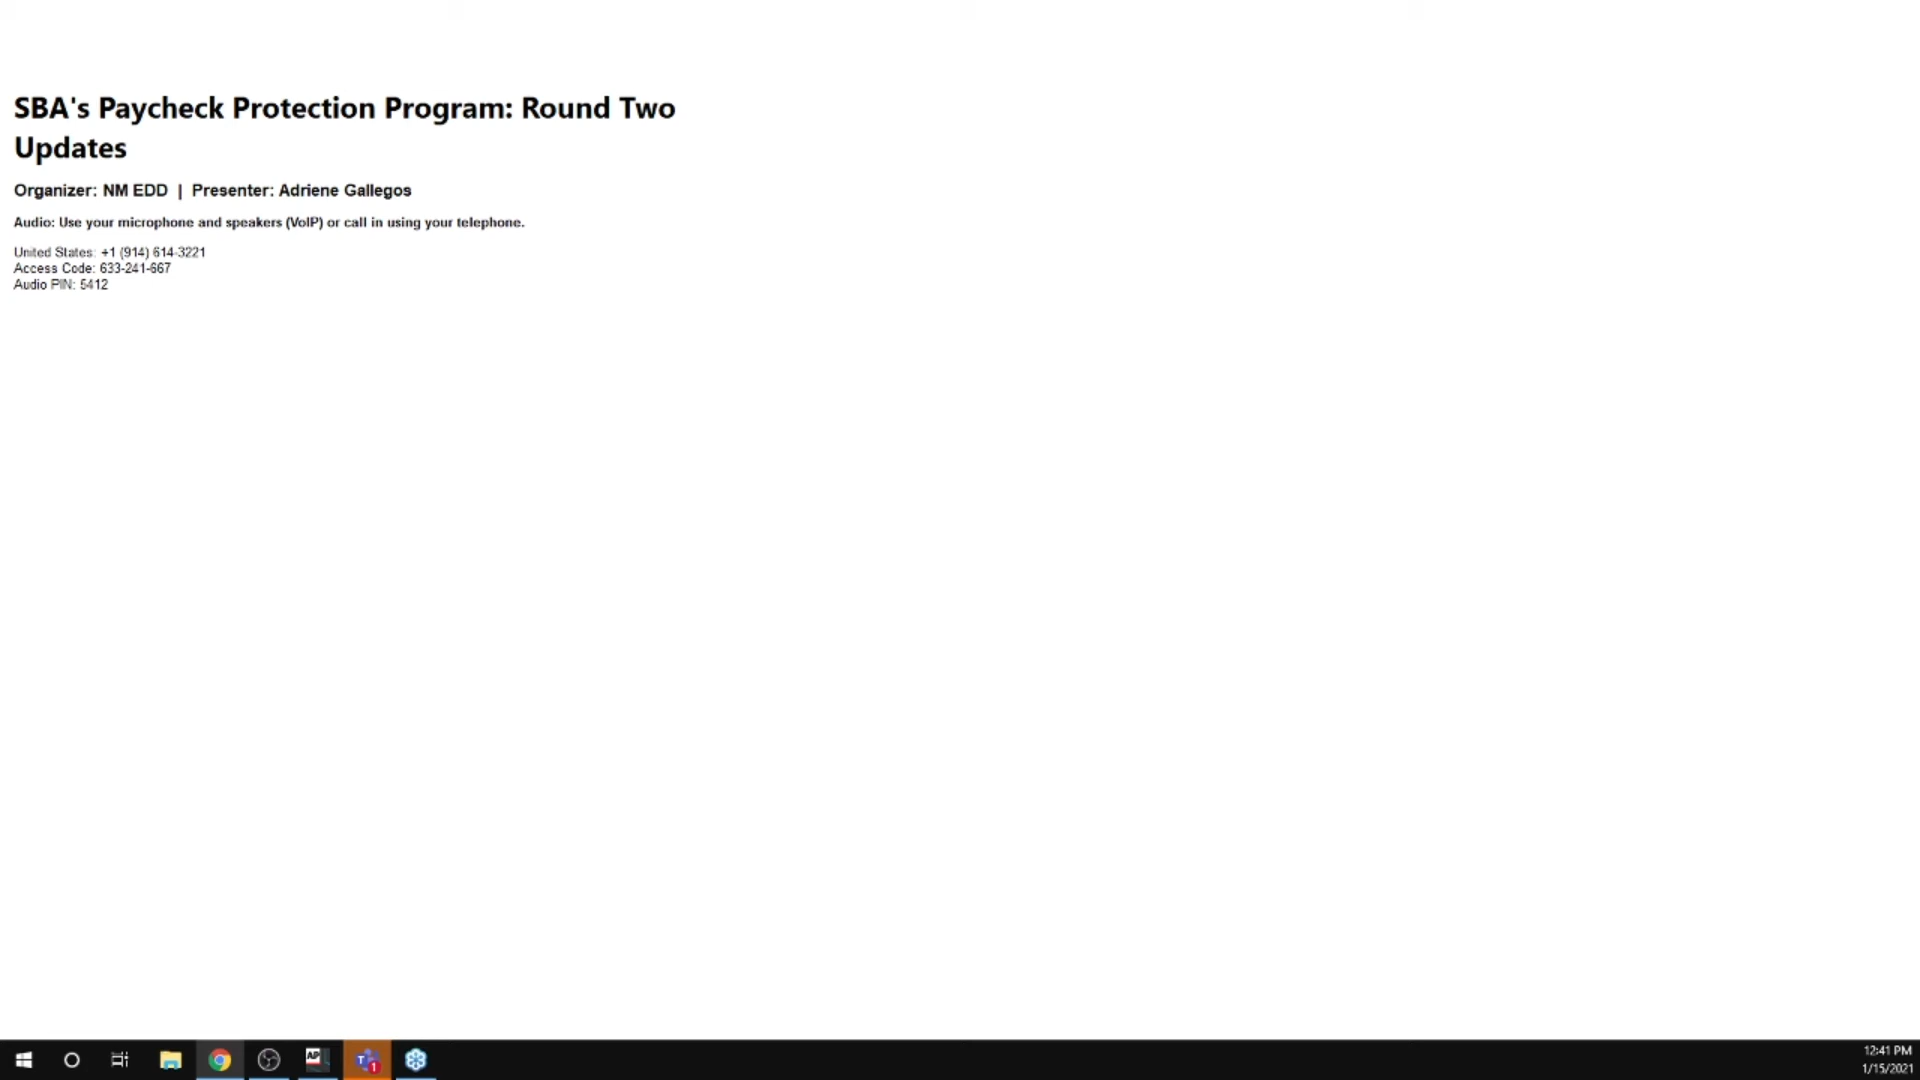 SBA's Paycheck Protection Program: Round Two
Updates
Organizer: NM EDD | Presenter: Adriene Gallegos
Audio: Use your microphone and speakers (VoIP) or call in using your telephone.
United States: +1 (914) 614-3221
Access Code: 633-241-667
Audio PIN: 5412
AP
T
1
12:41 PM
1/15/2021